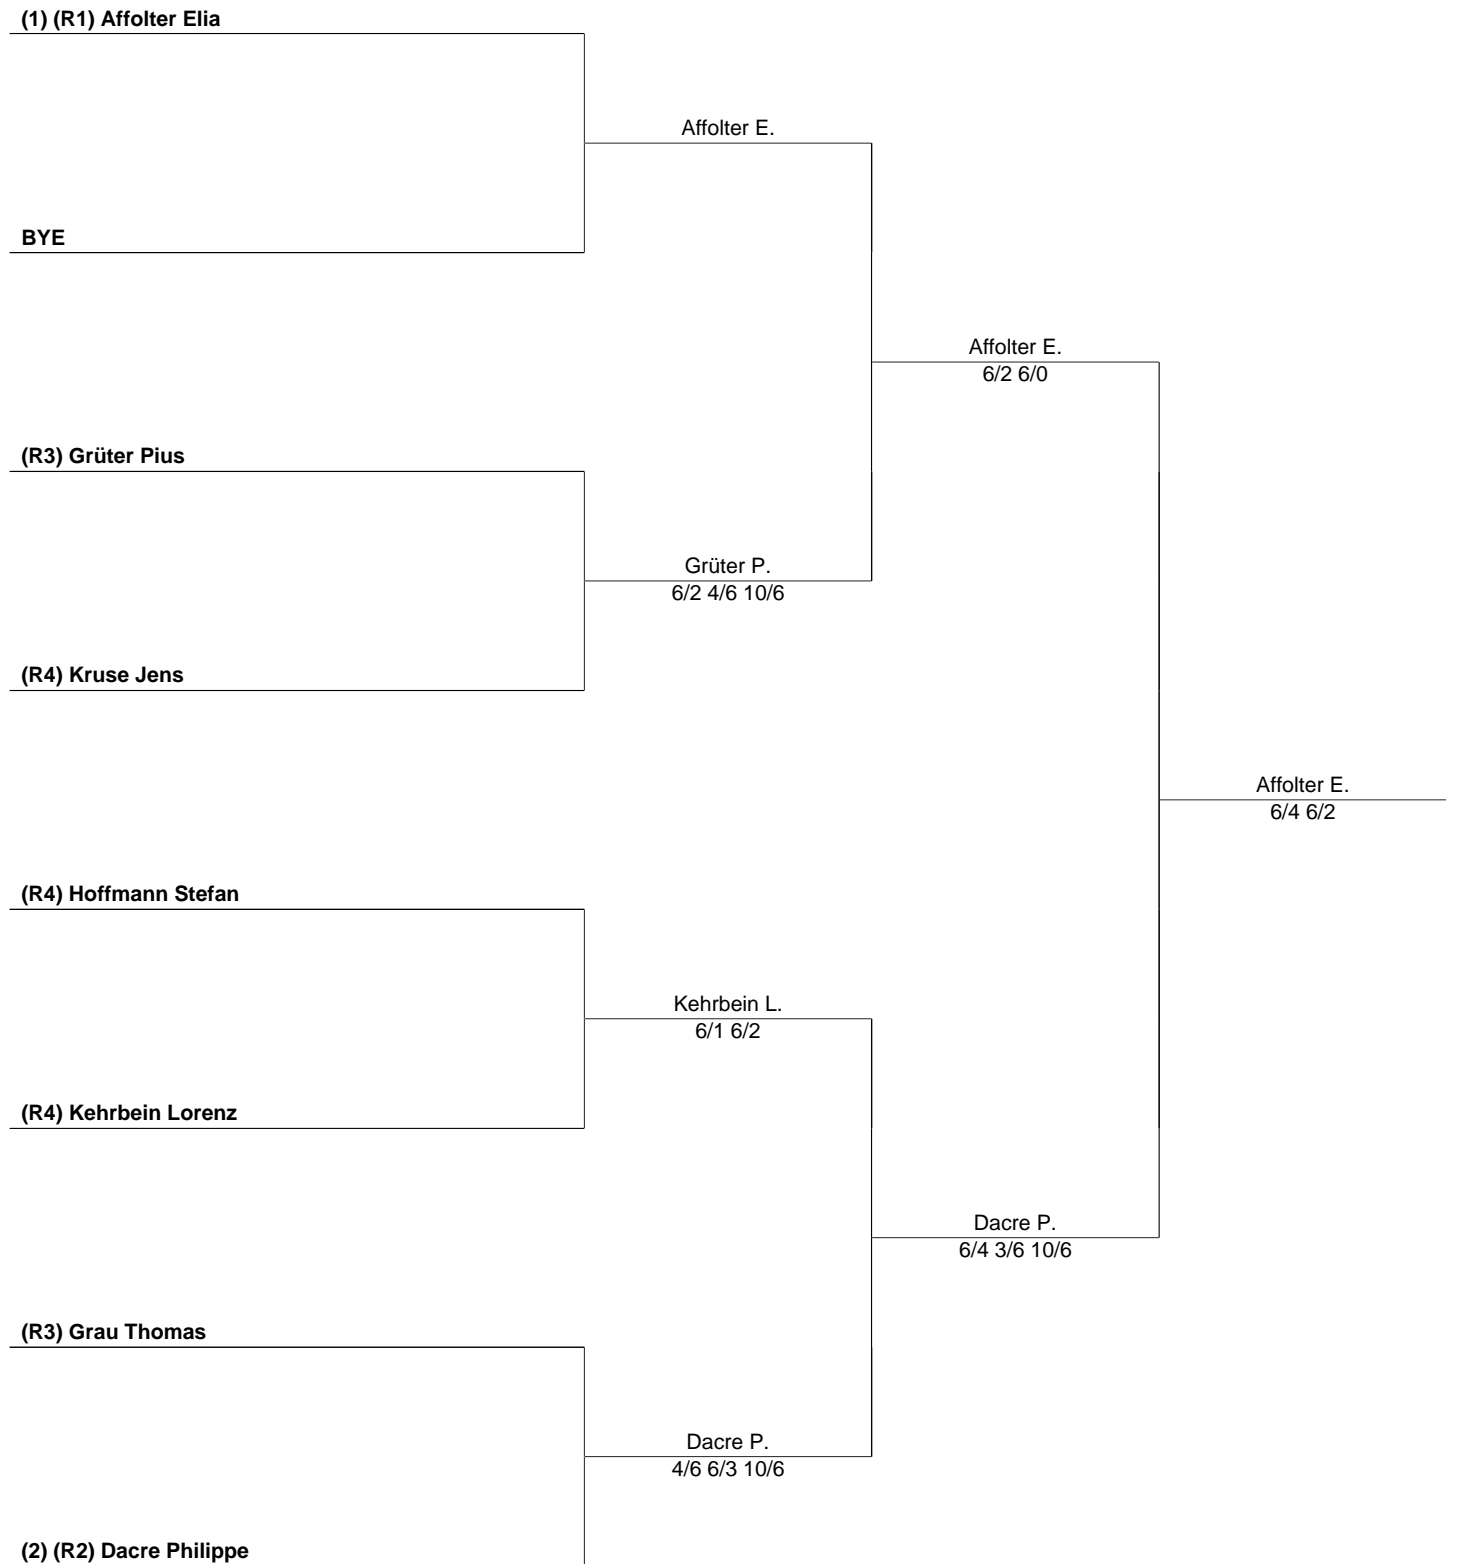 (1) (R1) Affolter Elia
Affolter E.
BYE
Affolter E.
6/2 6/0
(R3) Grüter Pius
Grüter P.
6/2 4/6 10/6
(R4) Kruse Jens
Affolter E.
6/4 6/2
(R4) Hoffmann Stefan
Kehrbein L.
6/1 6/2
(R4) Kehrbein Lorenz
Dacre P.
6/4 3/6 10/6
(R3) Grau Thomas
Dacre P.
4/6 6/3 10/6
(2) (R2) Dacre Philippe